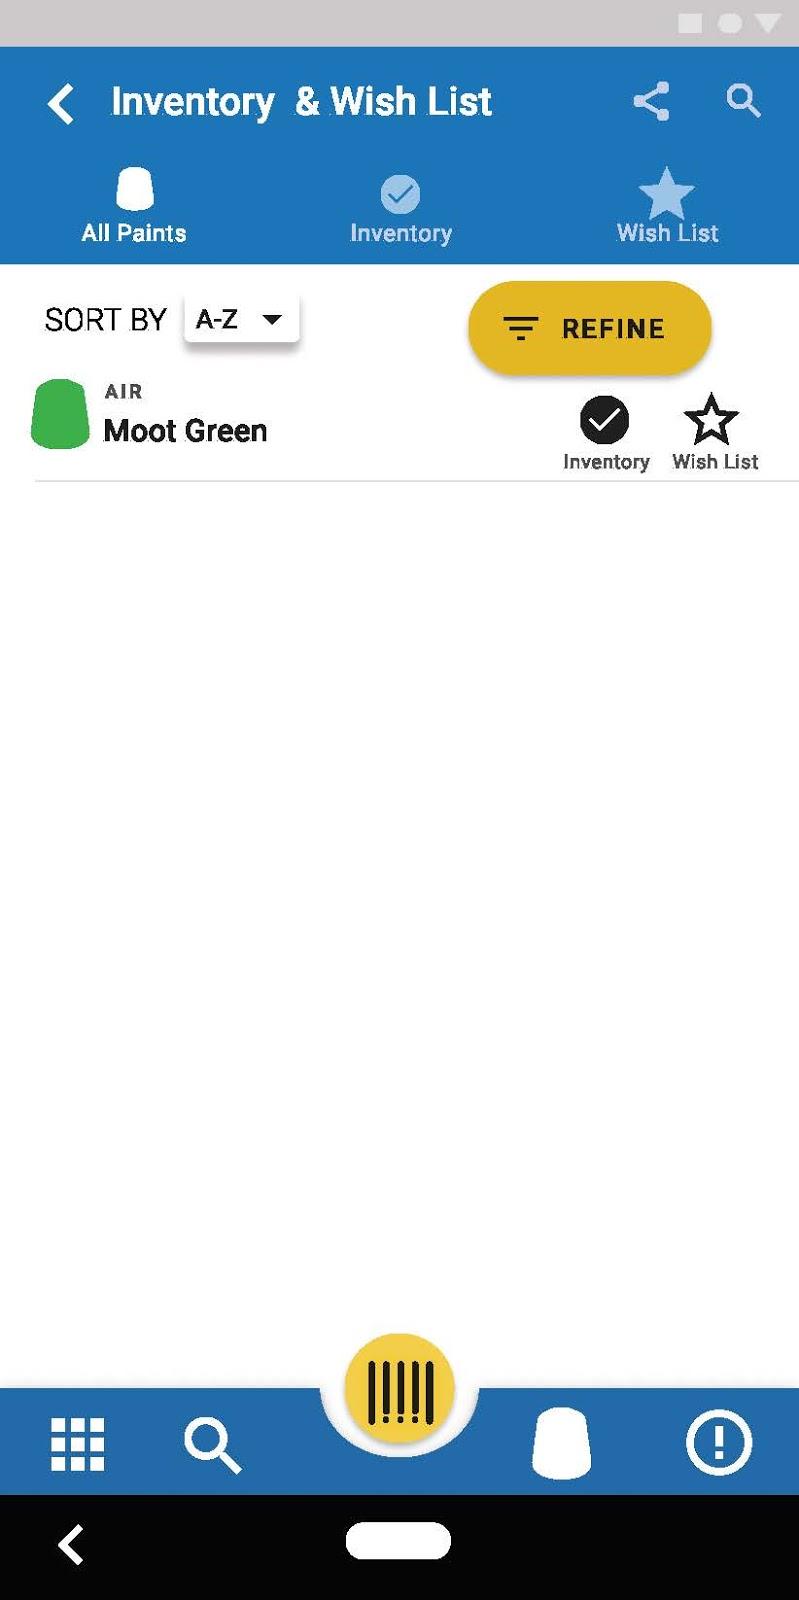 Inventory & Wish List
All Paints Inventory Wish List
SORT BY A-Z REFINE
AIR
Moot Green
Inventory Wish List